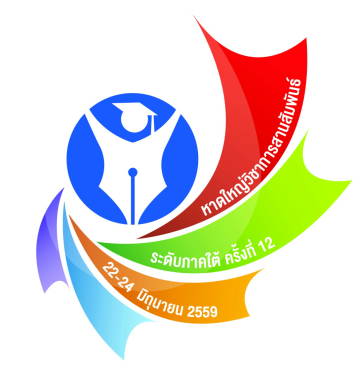 หาดใหญ่วิชาการสานสัมพันธ์
ระดับภาคใต้ ครั้งที่ 12
22-24 มิถุนายน 2559